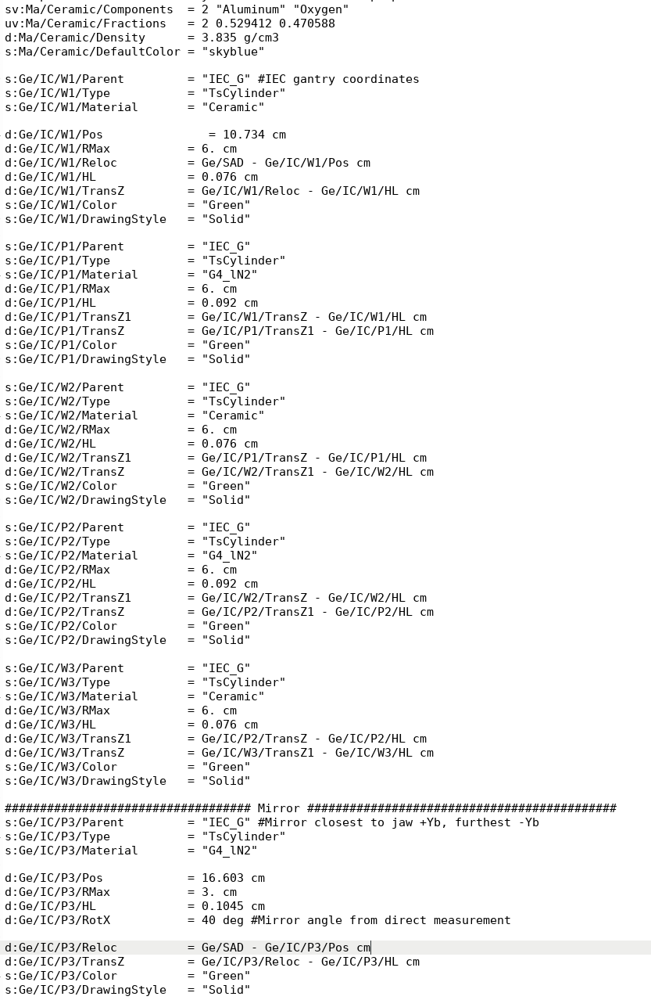 sv:Ma/Ceramic/Components  = 2 "Aluminum" "Oxygen"
uv:Ma/Ceramic/Fractions   = 2 0.529412 0.470588
d:Ma/Ceramic/Density      = 3.835 g/cm3
s:Ma/Ceramic/DefaultColor = "skyblue"

s:Ge/IC/W1/Parent         = "IEC_G" #IEC gantry coordinates
s:Ge/IC/W1/Type           = "TsCylinder"
s:Ge/IC/W1/Material       = "Ceramic"

d:Ge/IC/W1/Pos               = 10.734 cm
d:Ge/IC/W1/RMax           = 6. cm
d:Ge/IC/W1/Reloc          = Ge/SAD - Ge/IC/W1/Pos cm
d:Ge/IC/W1/HL             = 0.076 cm
d:Ge/IC/W1/TransZ         = Ge/IC/W1/Reloc - Ge/IC/W1/HL cm
s:Ge/IC/W1/Color          = "Green"
s:Ge/IC/W1/DrawingStyle   = "Solid"

s:Ge/IC/P1/Parent         = "IEC_G"
s:Ge/IC/P1/Type           = "TsCylinder"
s:Ge/IC/P1/Material       = "G4_lN2"
d:Ge/IC/P1/RMax           = 6. cm
d:Ge/IC/P1/HL             = 0.092 cm
d:Ge/IC/P1/TransZ1        = Ge/IC/W1/TransZ - Ge/IC/W1/HL cm
d:Ge/IC/P1/TransZ         = Ge/IC/P1/TransZ1 - Ge/IC/P1/HL cm
s:Ge/IC/P1/Color          = "Green"
s:Ge/IC/P1/DrawingStyle   = "Solid"

s:Ge/IC/W2/Parent         = "IEC_G"
s:Ge/IC/W2/Type           = "TsCylinder"
s:Ge/IC/W2/Material       = "Ceramic"
d:Ge/IC/W2/RMax           = 6. cm
d:Ge/IC/W2/HL             = 0.076 cm
d:Ge/IC/W2/TransZ1        = Ge/IC/P1/TransZ - Ge/IC/P1/HL cm
d:Ge/IC/W2/TransZ         = Ge/IC/W2/TransZ1 - Ge/IC/W2/HL cm
s:Ge/IC/W2/Color          = "Green"
s:Ge/IC/W2/DrawingStyle   = "Solid"

s:Ge/IC/P2/Parent         = "IEC_G"
s:Ge/IC/P2/Type           = "TsCylinder"
s:Ge/IC/P2/Material       = "G4_lN2"
d:Ge/IC/P2/RMax           = 6. cm
d:Ge/IC/P2/HL             = 0.092 cm
d:Ge/IC/P2/TransZ1        = Ge/IC/W2/TransZ - Ge/IC/W2/HL cm
d:Ge/IC/P2/TransZ         = Ge/IC/P2/TransZ1 - Ge/IC/P2/HL cm
s:Ge/IC/P2/Color          = "Green"
s:Ge/IC/P2/DrawingStyle   = "Solid"

s:Ge/IC/W3/Parent         = "IEC_G"
s:Ge/IC/W3/Type           = "TsCylinder"
s:Ge/IC/W3/Material       = "Ceramic"
d:Ge/IC/W3/RMax           = 6. cm
d:Ge/IC/W3/HL             = 0.076 cm
d:Ge/IC/W3/TransZ1        = Ge/IC/P2/TransZ - Ge/IC/P2/HL cm
d:Ge/IC/W3/TransZ         = Ge/IC/W3/TransZ1 - Ge/IC/W3/HL cm
s:Ge/IC/W3/Color          = "Green"
s:Ge/IC/W3/DrawingStyle   = "Solid"

################################### Mirror ############################################
s:Ge/IC/P3/Parent         = "IEC_G" #Mirror closest to jaw +Yb, furthest -Yb
s:Ge/IC/P3/Type           = "TsCylinder"
s:Ge/IC/P3/Material       = "G4_lN2"

d:Ge/IC/P3/Pos            = 16.603 cm
d:Ge/IC/P3/RMax           = 3. cm
d:Ge/IC/P3/HL             = 0.1045 cm
d:Ge/IC/P3/RotX           = 40 deg #Mirror angle from direct measurement

d:Ge/IC/P3/Reloc          = Ge/SAD - Ge/IC/P3/Pos cm
d:Ge/IC/P3/TransZ         = Ge/IC/P3/Reloc - Ge/IC/P3/HL cm
s:Ge/IC/P3/Color          = "Green"
s:Ge/IC/P3/DrawingStyle   = "Solid"